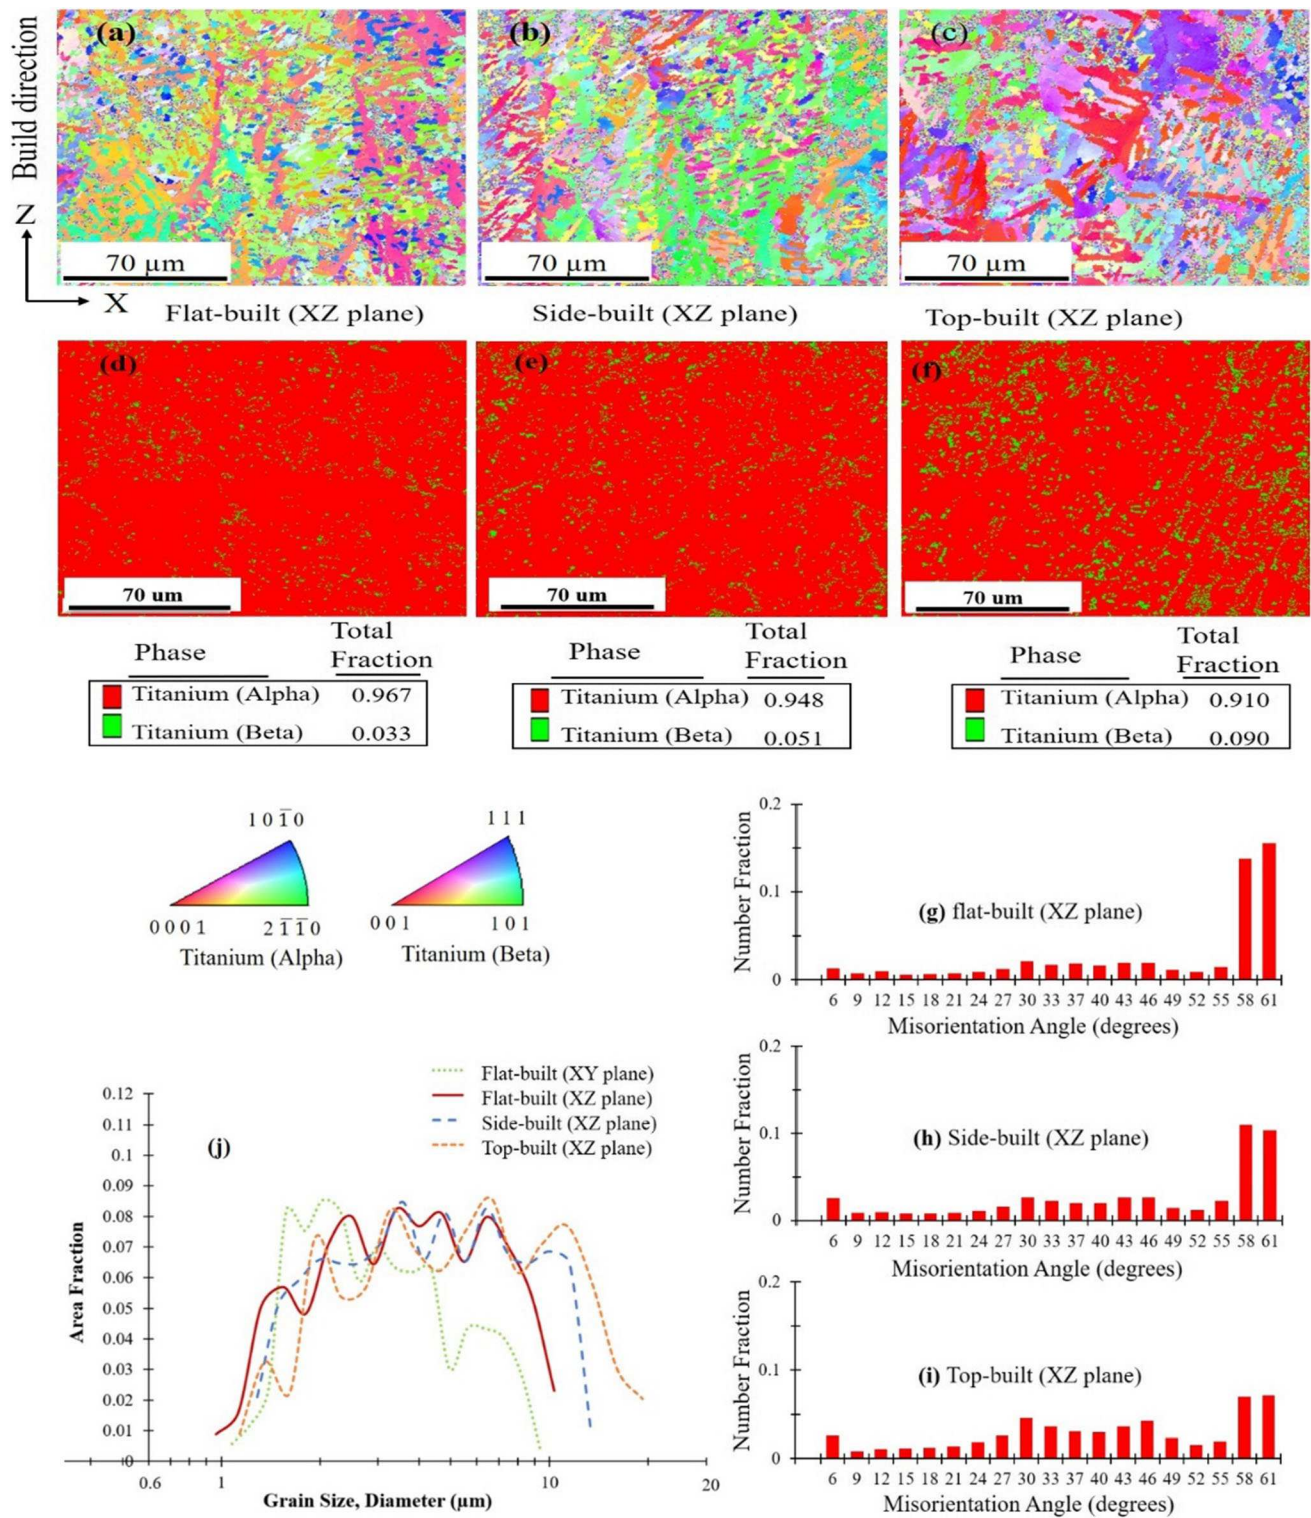 Build direction
Z
X
(a)
70 µm
Flat-built (XZ plane)
(b)
70 µm
Side-built (XZ plane)
(c)
70 µm
Top-built (XZ plane)
(d)
70 um
(e)
70 um
(f)
70 um
Phase
Total
Fraction
Titanium (Alpha) 0.967
Titanium (Beta) 0.033
Phase
Total
Fraction
Titanium (Alpha) 0.948
Titanium (Beta) 0.051
Phase
Total
Fraction
Titanium (Alpha) 0.910
Titanium (Beta) 0.090
1 0 1̅ 0
0 0 0 1
2 1̅ 1̅ 0
Titanium (Alpha)
1 1 1
0 0 1
1 0 1
Titanium (Beta)
Number Fraction
0.2
0.1
0
(g) flat-built (XZ plane)
6 9 12 15 18 21 24 27 30 33 37 40 43 46 49 52 55 58 61
Misorientation Angle (degrees)
Number Fraction
0.2
0.1
0
(h) Side-built (XZ plane)
6 9 12 15 18 21 24 27 30 33 37 40 43 46 49 52 55 58 61
Misorientation Angle (degrees)
Number Fraction
0.2
0.1
0
(i) Top-built (XZ plane)
6 9 12 15 18 21 24 27 30 33 37 40 43 46 49 52 55 58 61
Misorientation Angle (degrees)
(j)
Flat-built (XY plane)
Flat-built (XZ plane)
Side-built (XZ plane)
Top-built (XZ plane)
Area Fraction
0.12
0.11
0.1
0.09
0.08
0.07
0.06
0.05
0.04
0.03
0.02
0.01
0
0.6 1 10 20
Grain Size, Diameter (µm)